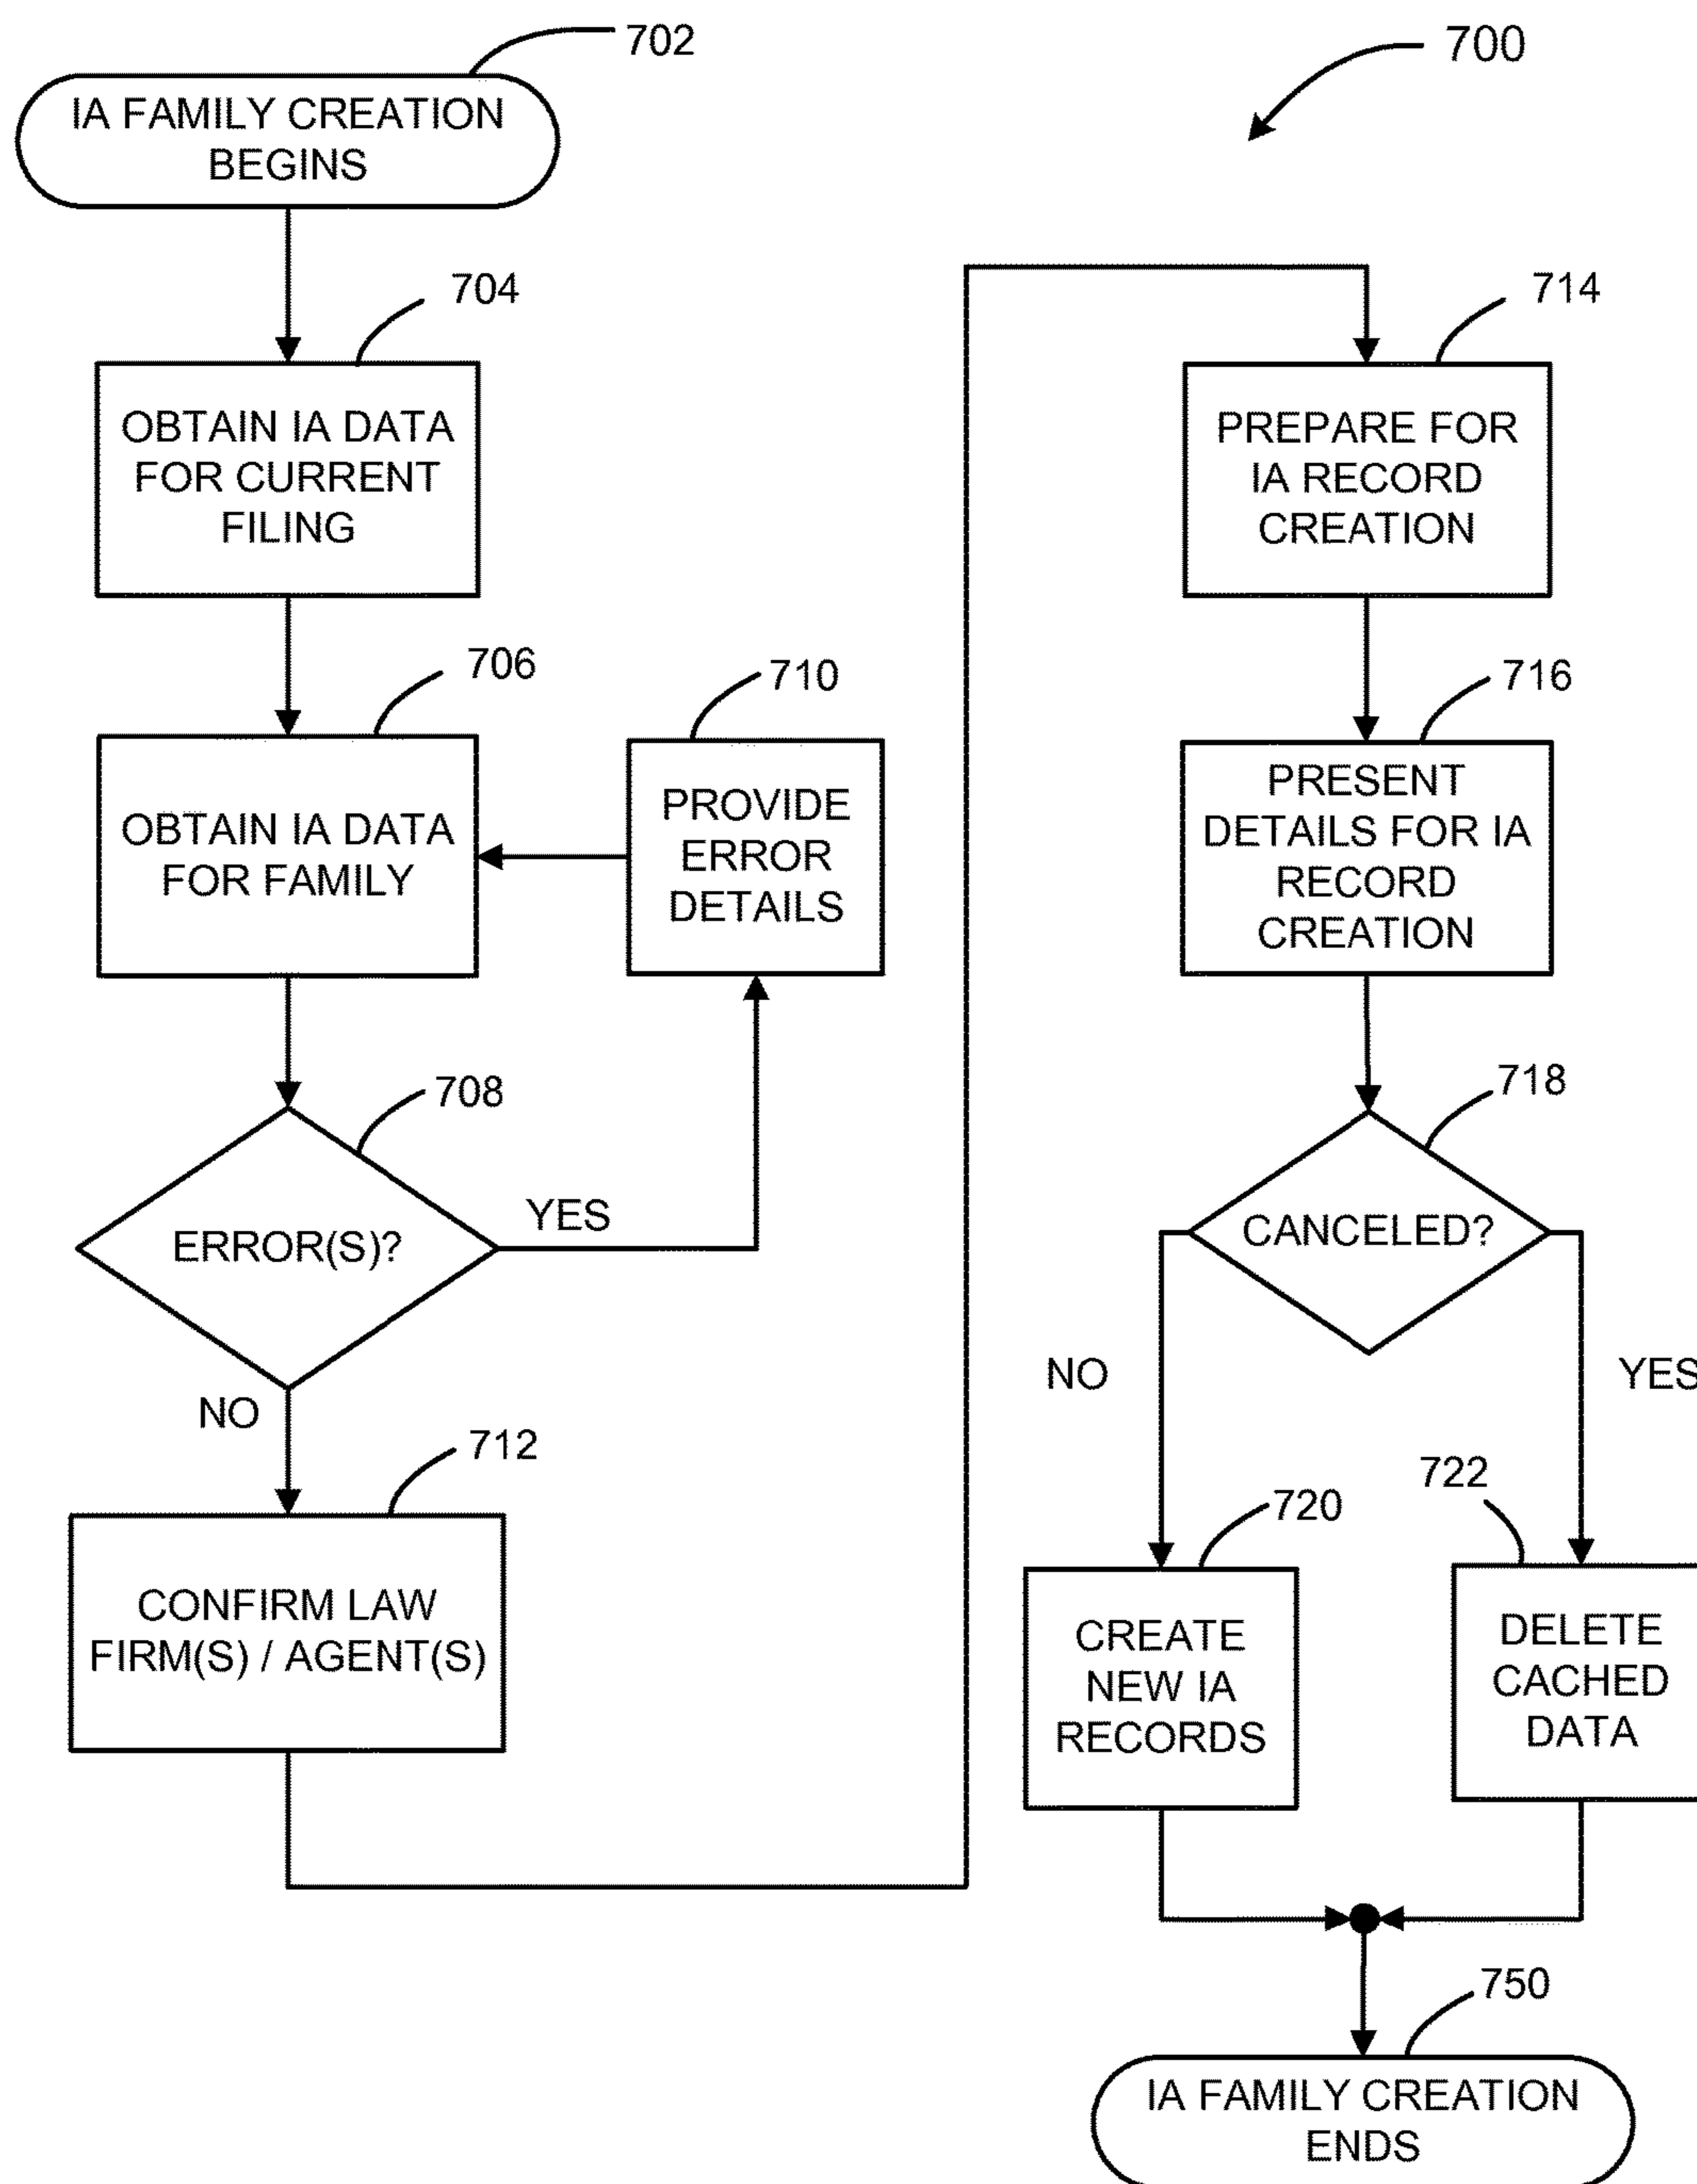 702
700
IA FAMILY CREATION
BEGINS
704
OBTAIN IA DATA
FOR CURRENT
FILING
706
OBTAIN IA DATA
FOR FAMILY
710
PROVIDE
ERROR
DETAILS
708
ERROR(S)?
YES
NO
712
CONFIRM LAW
FIRM(S) / AGENT(S)
714
PREPARE FOR
IA RECORD
CREATION
716
PRESENT
DETAILS FOR IA
RECORD
CREATION
718
CANCELED?
NO
YES
720
CREATE
NEW IA
RECORDS
722
DELETE
CACHED
DATA
750
IA FAMILY CREATION
ENDS